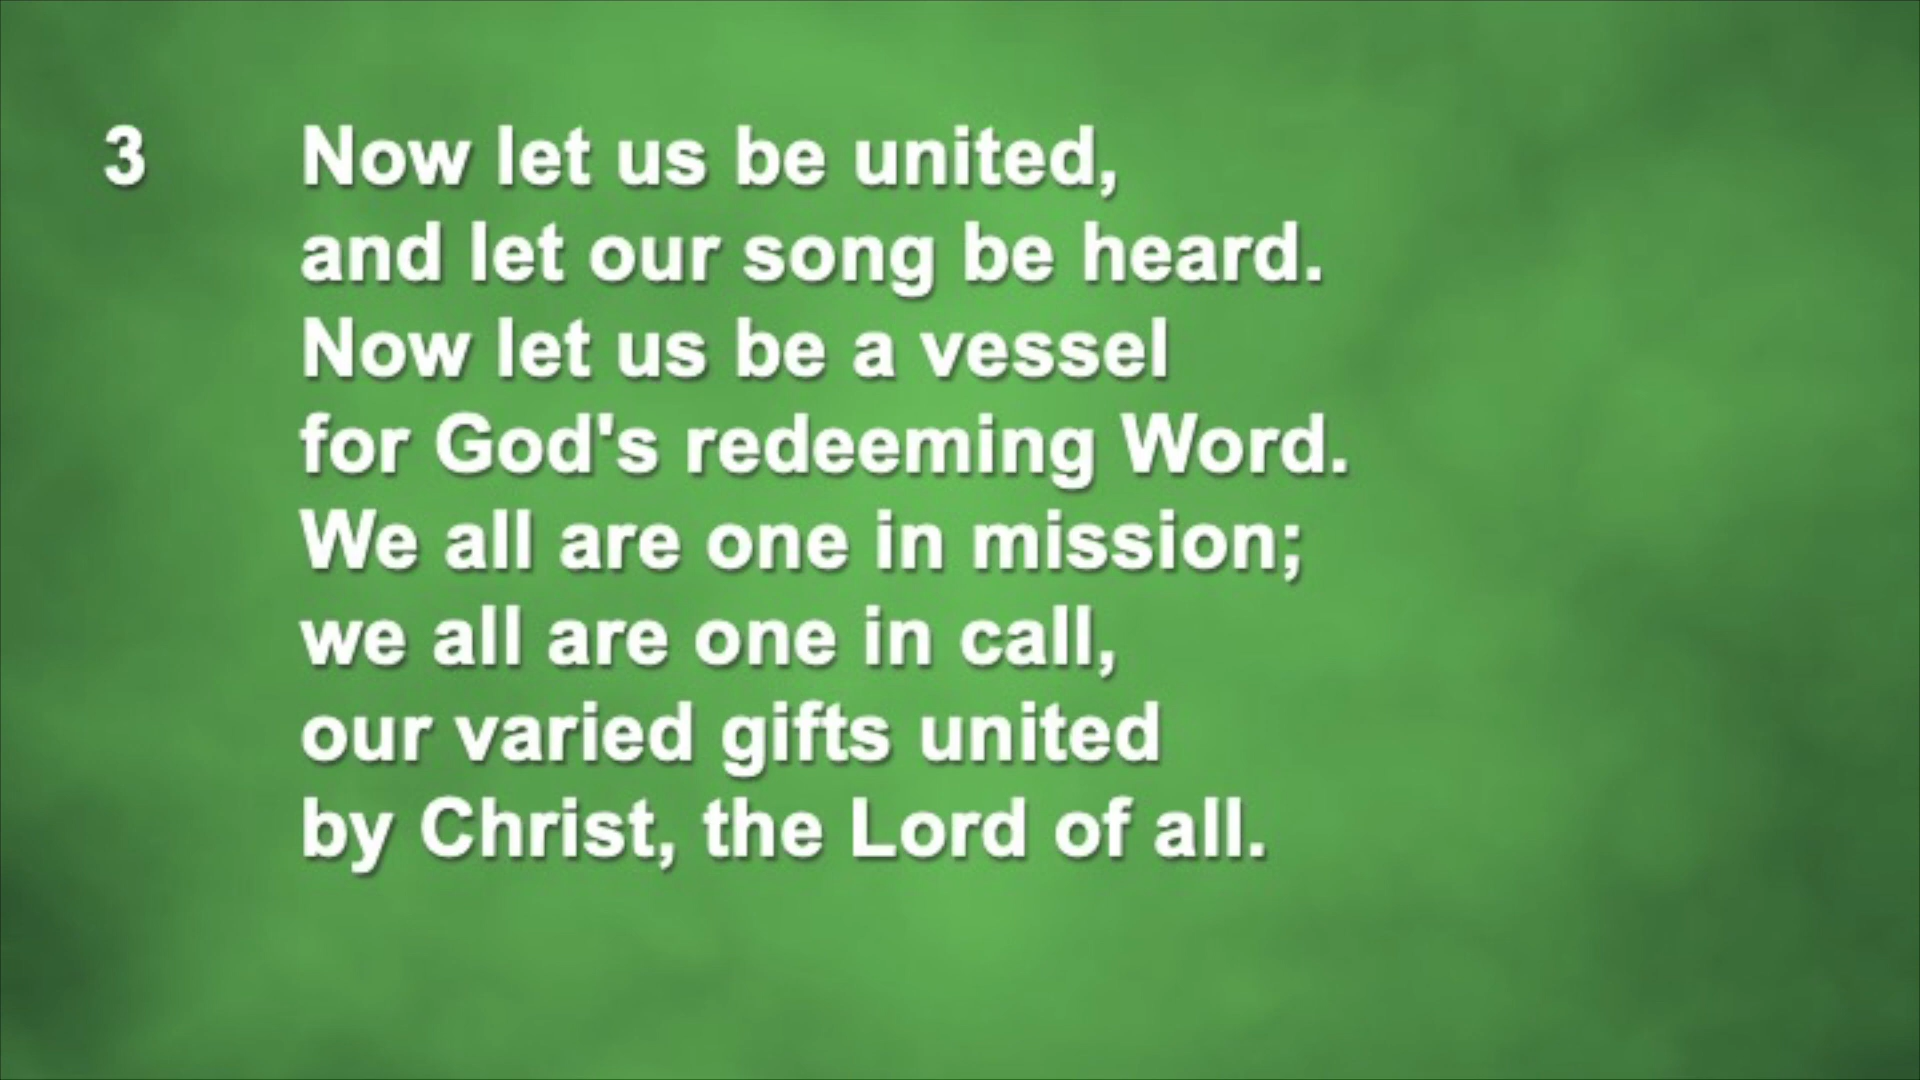 3 Now let us be united,
and let our song be heard.
Now let us be a vessel
for God's redeeming Word.
We all are one in mission;
we all are one in call,
our varied gifts united
by Christ, the Lord of all.